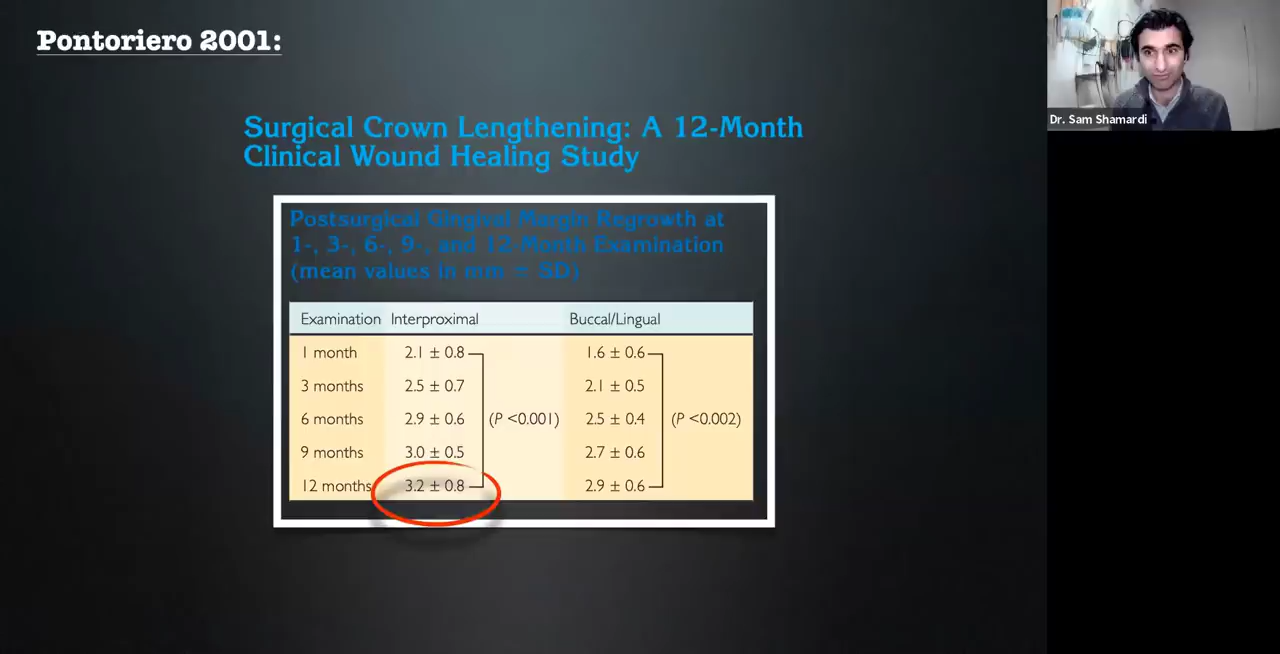 Pontoriero 2001:
Dr. Sam Shamardi
Surgical Crown Lengthening: A 12-Month
Clinical Wound Healing Study
Postsurgical Gingival Margin Regrowth at
1-, 3-, 6-, 9-, and 12-Month Examination
(mean values in mm ± SD)
Examination Interproximal Buccal/Lingual
1 month 2.1 ± 0.8 1.6 ± 0.6
3 months 2.5 ± 0.7 2.1 ± 0.5
6 months 2.9 ± 0.6 (P <0.001) 2.5 ± 0.4 (P <0.002)
9 months 3.0 ± 0.5 2.7 ± 0.6
12 months 3.2 ± 0.8 2.9 ± 0.6